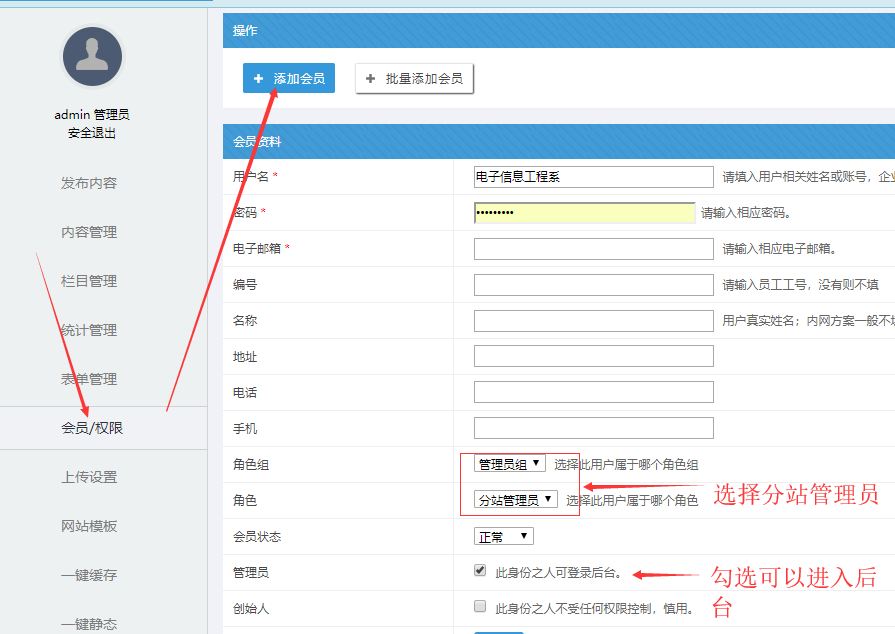 admin 管理员
安全退出
发布内容
内容管理
栏目管理
统计管理
表单管理
会员/权限
上传设置
网站模板
一键缓存
一键静态
操作
+ 添加会员
+ 批量添加会员
会员资料
用户名 * 电子信息工程系 请填入用户相关姓名或账号，企
密码 * ••••••••• 请输入相应密码。
电子邮箱 * 请输入相应电子邮箱。
编号 请输入员工工号，没有则不填
名称 用户真实姓名；内网方案一般不
地址
电话
手机
角色组 管理员组 ▼ 选择此用户属于哪个角色组
角色 分站管理员 ▼ 选择此用户属于哪个角色
选择分站管理员
会员状态 正常 ▼
管理员 此身份之人可登录后台。
勾选可以进入后
台
创始人 此身份之人不受任何权限控制，慎用。